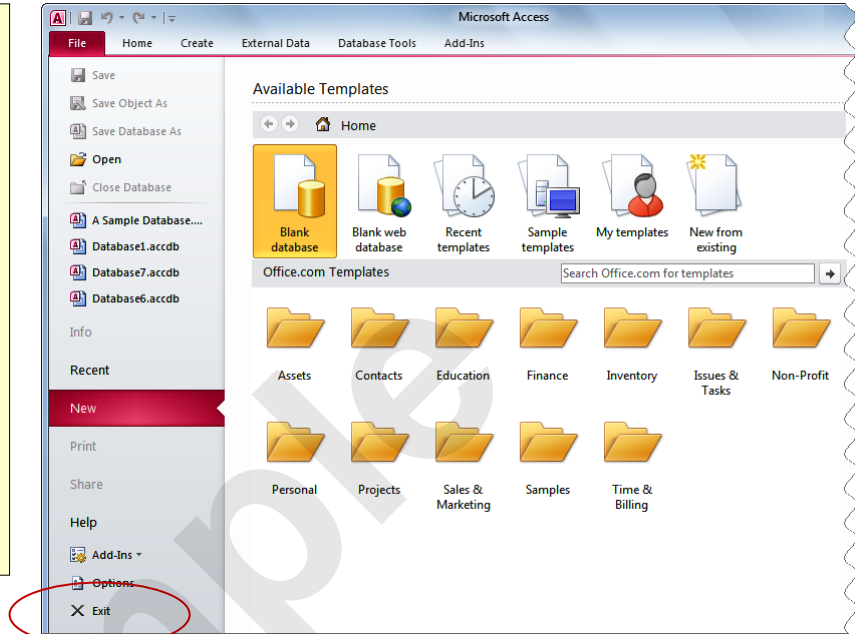 Microsoft Access
File Home Create External Data Database Tools Add-Ins
Save
Save Object As
Save Database As
Open
Close Database
A Sample Database....
Database1.accdb
Database7.accdb
Database6.accdb
Info
Recent
New
Print
Share
Help
Add-Ins
Options
Exit
Available Templates
Home
Blank database
Blank web database
Recent templates
Sample templates
My templates
New from existing
Office.com Templates
Search Office.com for templates
Assets
Contacts
Education
Finance
Inventory
Issues & Tasks
Non-Profit
Personal
Projects
Sales & Marketing
Samples
Time & Billing